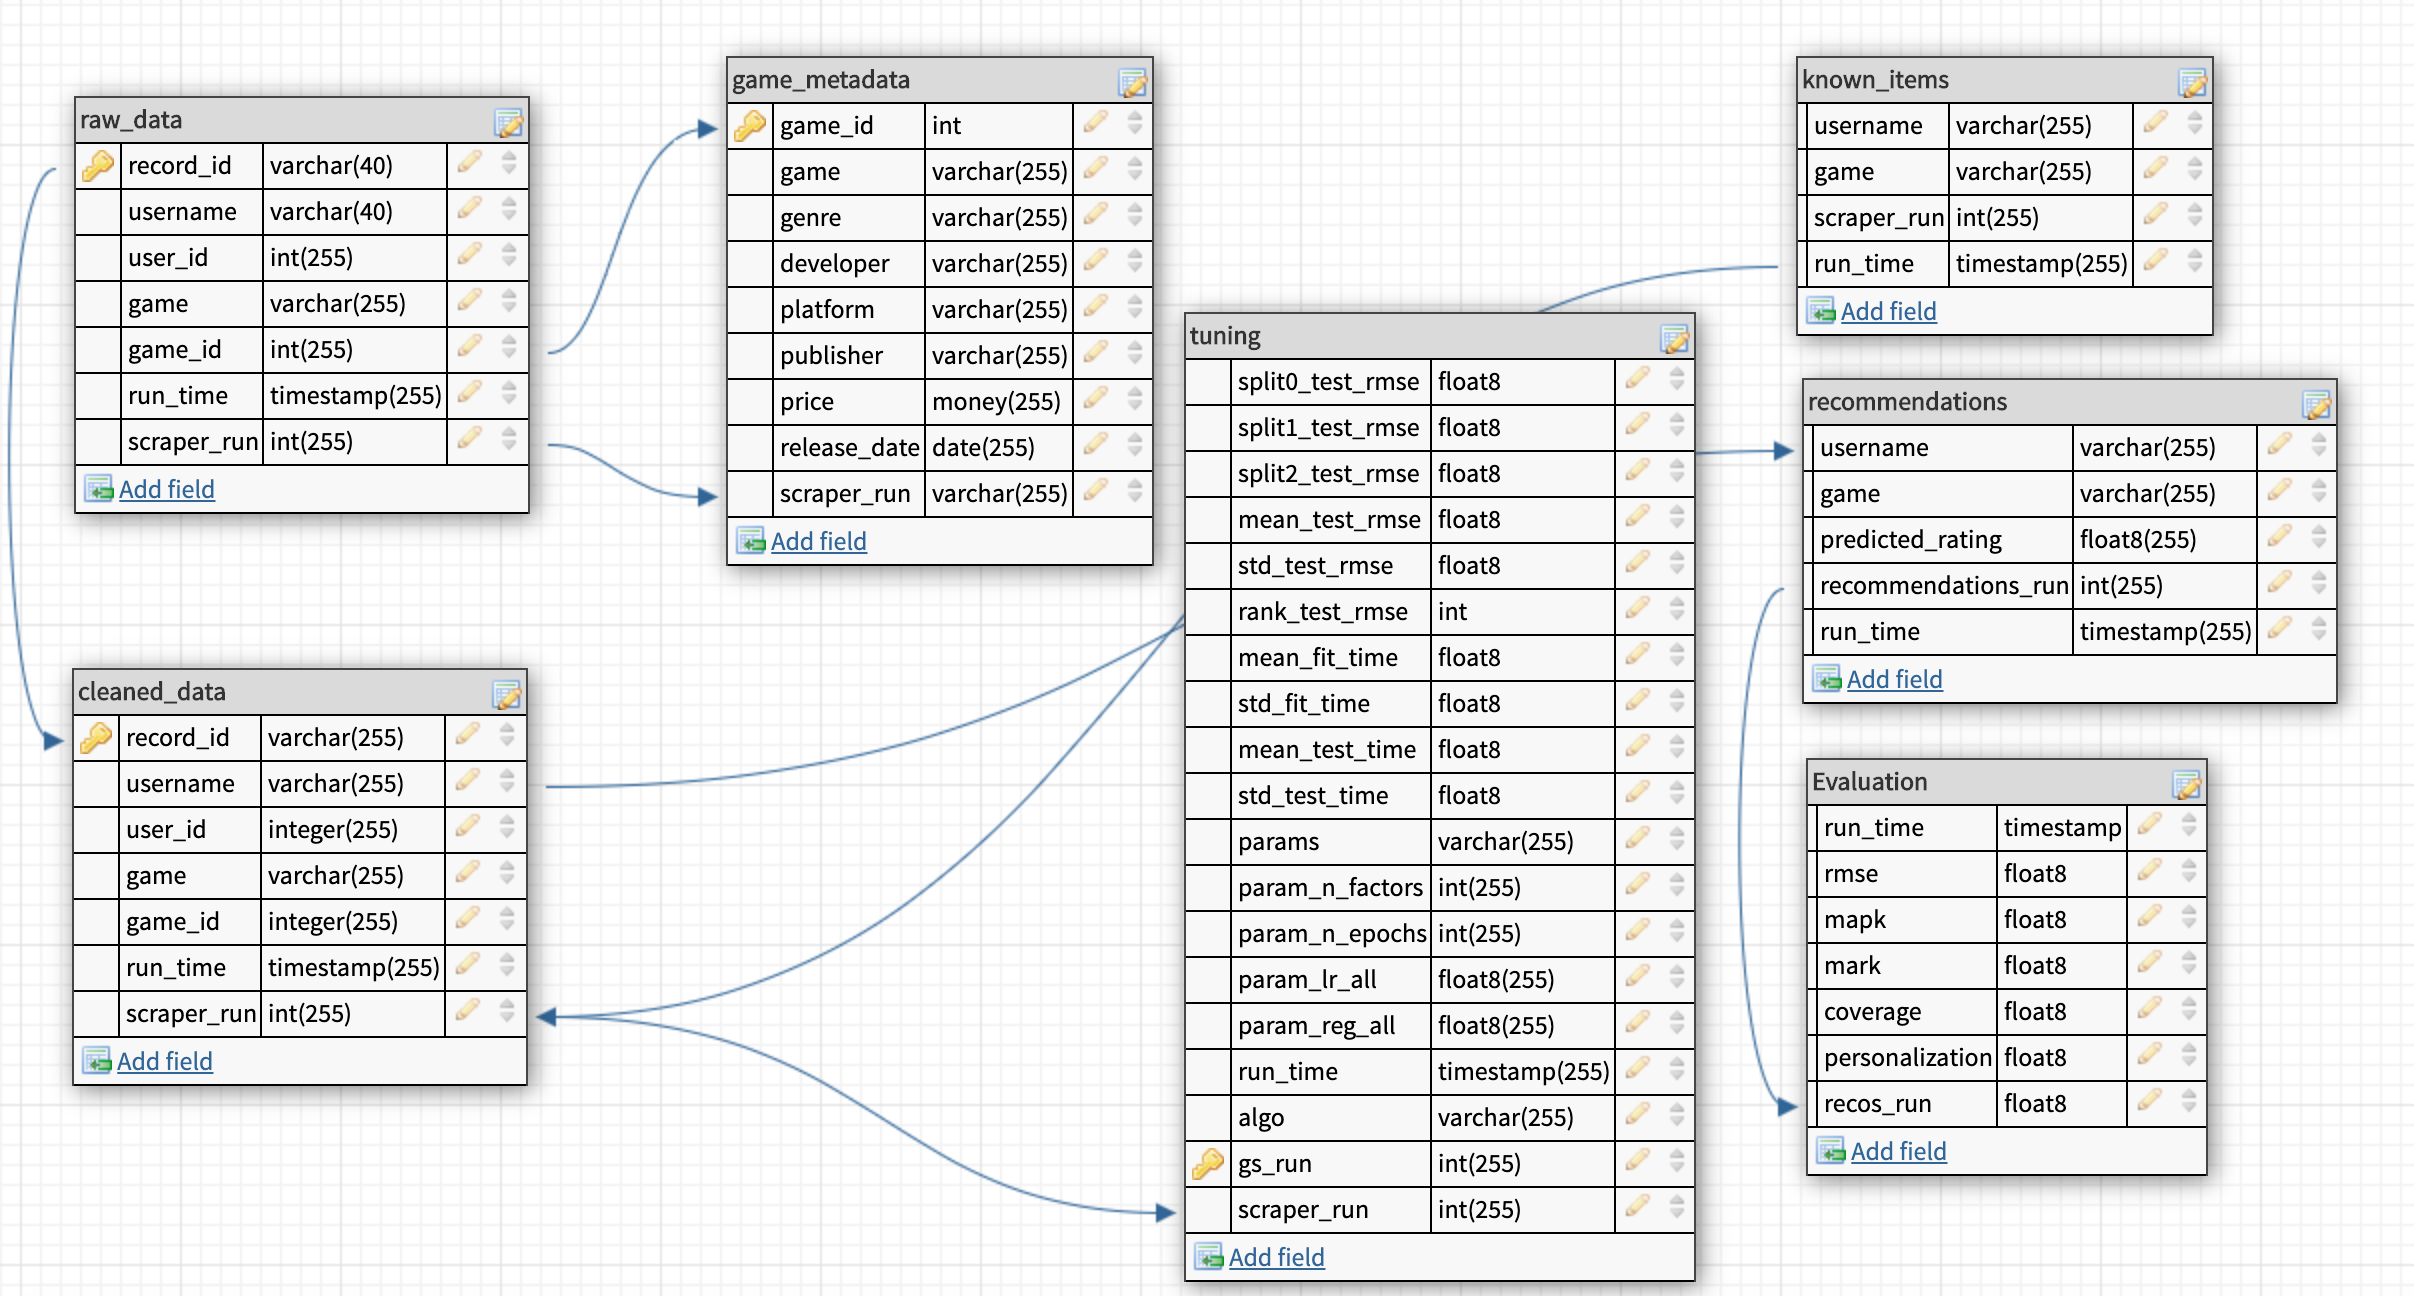 raw_data
record_id varchar(40)
username varchar(40)
user_id int(255)
game varchar(255)
game_id int(255)
run_time timestamp(255)
scraper_run int(255)
Add field
game_metadata
game_id int
game varchar(255)
genre varchar(255)
developer varchar(255)
platform varchar(255)
publisher varchar(255)
price money(255)
release_date date(255)
scraper_run varchar(255)
Add field
known_items
username varchar(255)
game varchar(255)
scraper_run int(255)
run_time timestamp(255)
Add field
tuning
split0_test_rmse float8
split1_test_rmse float8
split2_test_rmse float8
mean_test_rmse float8
std_test_rmse float8
rank_test_rmse int
mean_fit_time float8
std_fit_time float8
mean_test_time float8
std_test_time float8
params varchar(255)
param_n_factors int(255)
param_n_epochs int(255)
param_lr_all float8(255)
param_reg_all float8(255)
run_time timestamp(255)
algo varchar(255)
gs_run int(255)
scraper_run int(255)
Add field
recommendations
username varchar(255)
game varchar(255)
predicted_rating float8(255)
recommendations_run int(255)
run_time timestamp(255)
Add field
cleaned_data
record_id varchar(255)
username varchar(255)
user_id integer(255)
game varchar(255)
game_id integer(255)
run_time timestamp(255)
scraper_run int(255)
Add field
Evaluation
run_time timestamp
rmse float8
mapk float8
mark float8
coverage float8
personalization float8
recos_run float8
Add field